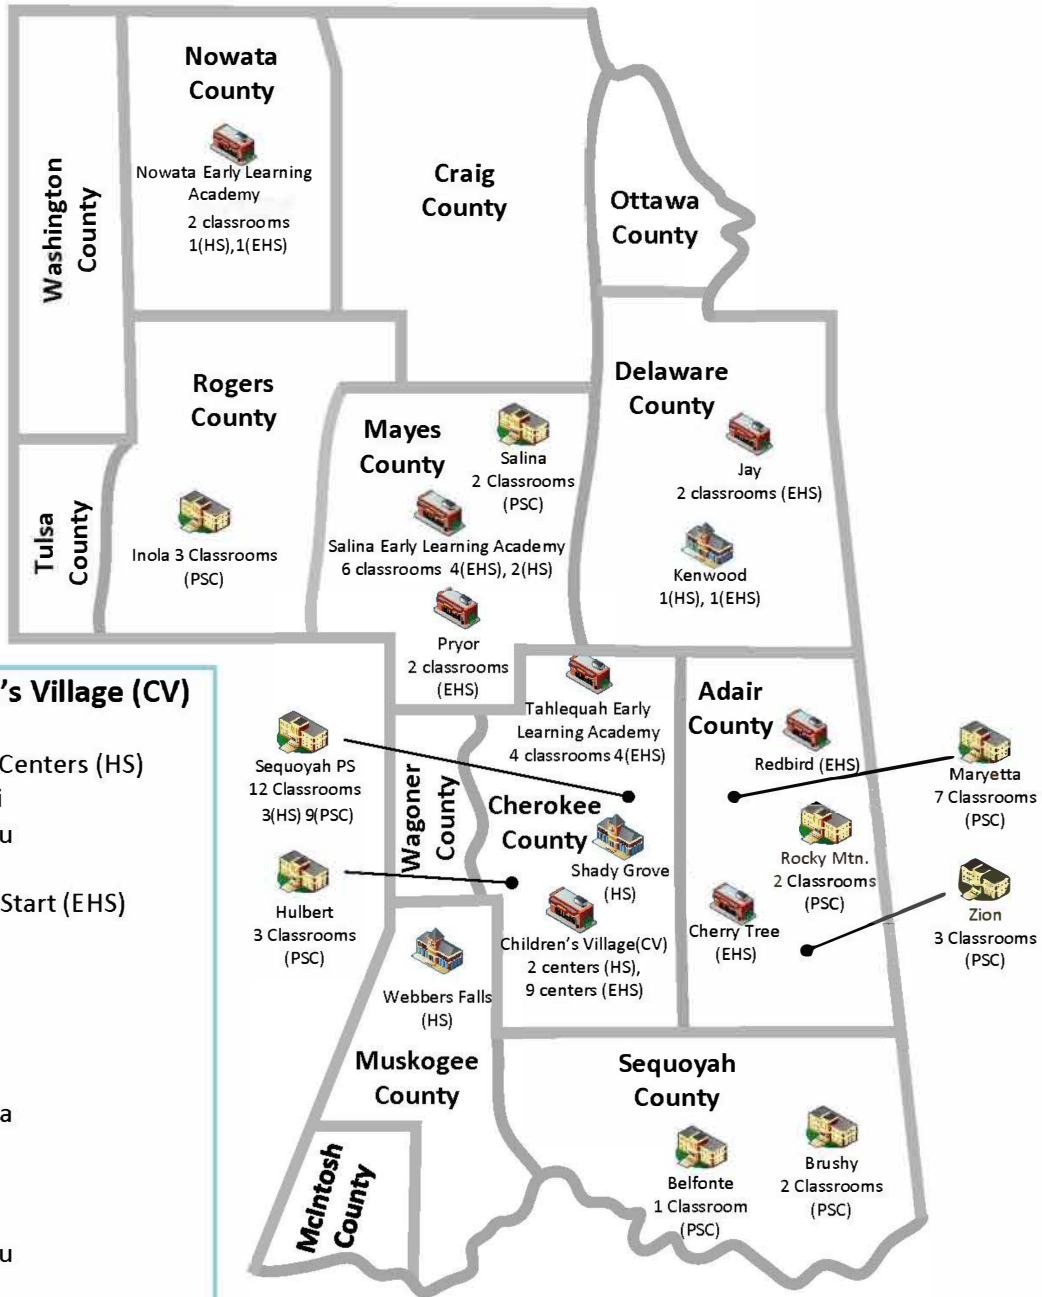 Nowata
County
Nowata Early Learning
Academy
2 classrooms
1(HS),1(EHS)
Washington
County
Craig
County
Ottawa
County
Rogers
County
Inola 3 Classrooms
(PSC)
Tulsa
County
Mayes
County
Salina
2 Classrooms
(PSC)
Salina Early Learning Academy
6 classrooms 4(EHS), 2(HS)
Pryor
2 classrooms
(EHS)
Delaware
County
Jay
2 classrooms (EHS)
Kenwood
1(HS), 1(EHS)
's Village (CV)
Centers (HS)
i
u
Start (EHS)
a
u
Sequoyah PS
12 Classrooms
3(HS) 9(PSC)
Hulbert
3 Classrooms
(PSC)
Wagoner
County
Tahlequah Early
Learning Academy
4 classrooms 4(EHS)
Cherokee
County
Shady Grove
(HS)
Children's Village(CV)
2 centers (HS),
9 centers (EHS)
Adair
County
Redbird (EHS)
Maryetta
7 Classrooms
(PSC)
Rocky Mtn.
2 Classrooms
(PSC)
Cherry Tree
(EHS)
Zion
3 Classrooms
(PSC)
Webbers Falls
(HS)
Muskogee
County
McIntosh
County
Sequoyah
County
Belfonte
1 Classroom
(PSC)
Brushy
2 Classrooms
(PSC)